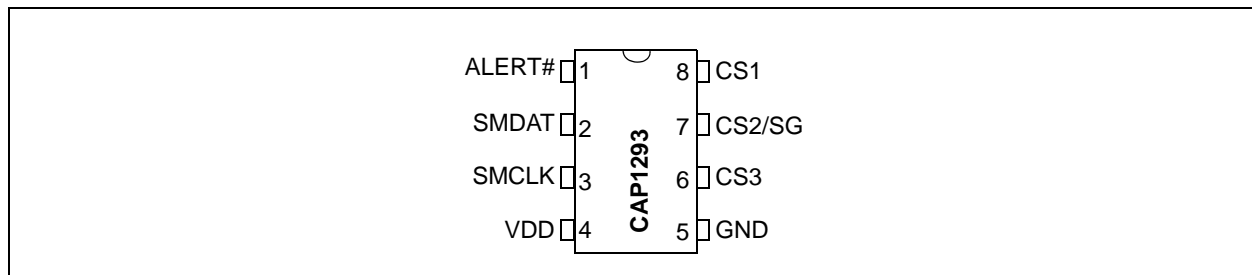 ALERT# 1 8 CS1
SMDAT 2 7 CS2/SG
SMCLK 3 6 CS3
VDD 4 5 GND
CAP1293